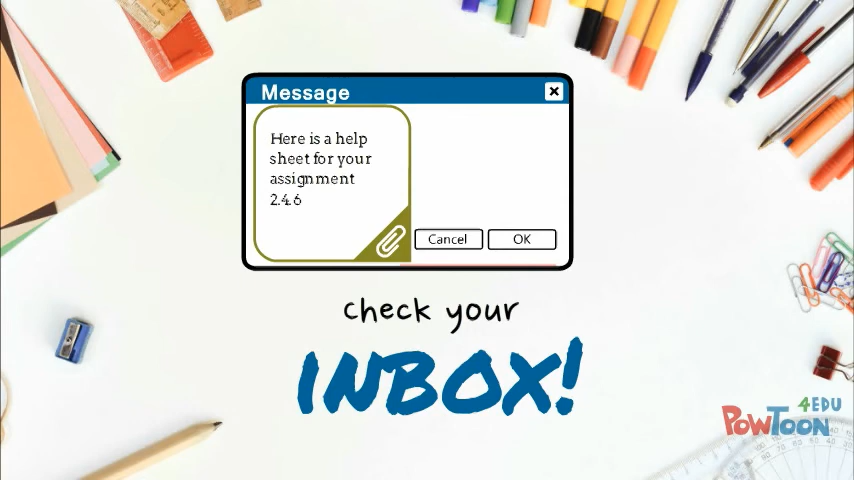 Message
Here is a help
sheet for your
assignment
2.4.6
Cancel
OK
check your
INBOX!
4EDU
POWTOON